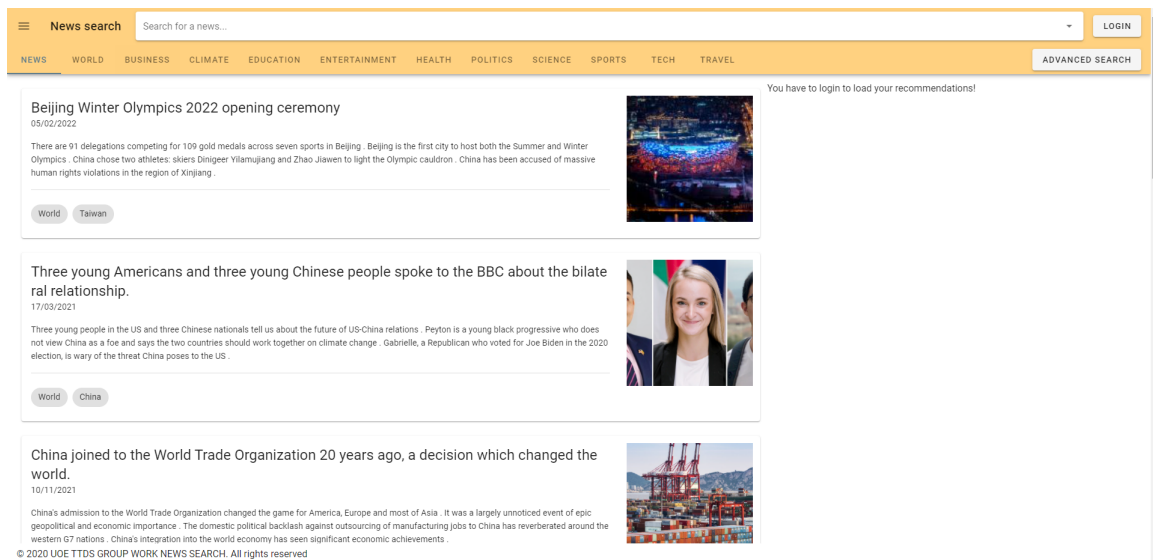 News search
Search for a news...
LOGIN
NEWS WORLD BUSINESS CLIMATE EDUCATION ENTERTAINMENT HEALTH POLITICS SCIENCE SPORTS TECH TRAVEL
ADVANCED SEARCH
Beijing Winter Olympics 2022 opening ceremony
05/02/2022
There are 91 delegations competing for 109 gold medals across seven sports in Beijing . Beijing is the first city to host both the Summer and Winter
Olympics . China chose two athletes: skiers Dinigeer Yilamujiang and Zhao Jiawen to light the Olympic cauldron . China has been accused of massive
human rights violations in the region of Xinjiang .
World Taiwan
You have to login to load your recommendations!
Three young Americans and three young Chinese people spoke to the BBC about the bilate
ral relationship.
17/03/2021
Three young people in the US and three Chinese nationals tell us about the future of US-China relations . Peyton is a young black progressive who does
not view China as a foe and says the two countries should work together on climate change . Gabrielle, a Republican who voted for Joe Biden in the 2020
election, is wary of the threat China poses to the US .
World China
China joined to the World Trade Organization 20 years ago, a decision which changed the
world.
10/11/2021
China's admission to the World Trade Organization changed the game for America, Europe and most of Asia . It was a largely unnoticed event of epic
geopolitical and economic importance . The domestic political backlash against outsourcing of manufacturing jobs to China has reverberated around the
western G7 nations . China's integration into the world economy has seen significant economic achievements .
© 2020 UOE TTDS GROUP WORK NEWS SEARCH. All rights reserved